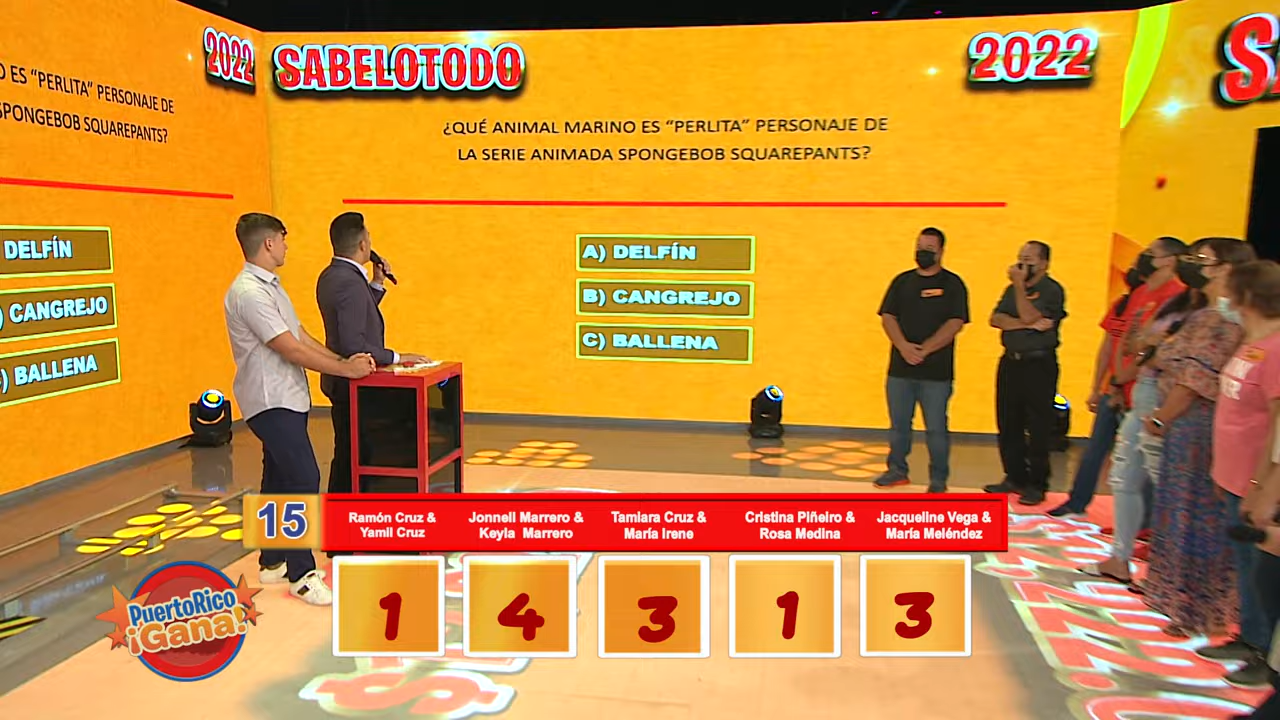 2022
SABELOTODO
2022
S
O ES “PERLITA” PERSONAJE DE
SPONGEBOB SQUAREPANTS?
¿QUÉ ANIMAL MARINO ES “PERLITA” PERSONAJE DE
LA SERIE ANIMADA SPONGEBOB SQUAREPANTS?
DELFÍN
) CANGREJO
) BALLENA
A) DELFÍN
B) CANGREJO
C) BALLENA
15
Ramón Cruz &
Yamil Cruz
Jonnell Marrero &
Keyla Marrero
Tamiara Cruz &
María Irene
Cristina Piñeiro &
Rosa Medina
Jacqueline Vega &
María Meléndez
1
4
3
1
3
PuertoRico
¡Gana!